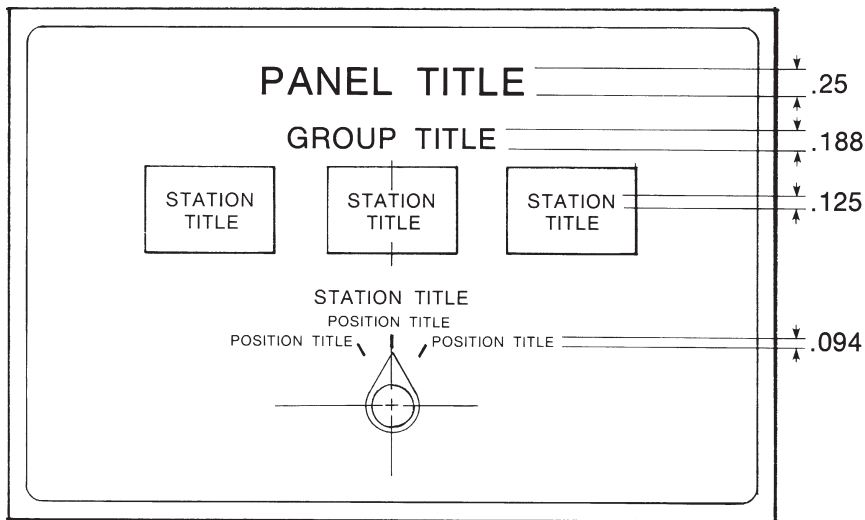 PANEL TITLE
.25
GROUP TITLE
.188
STATION
TITLE
STATION
TITLE
STATION
TITLE
.125
STATION TITLE
POSITION TITLE
POSITION TITLE
POSITION TITLE
.094